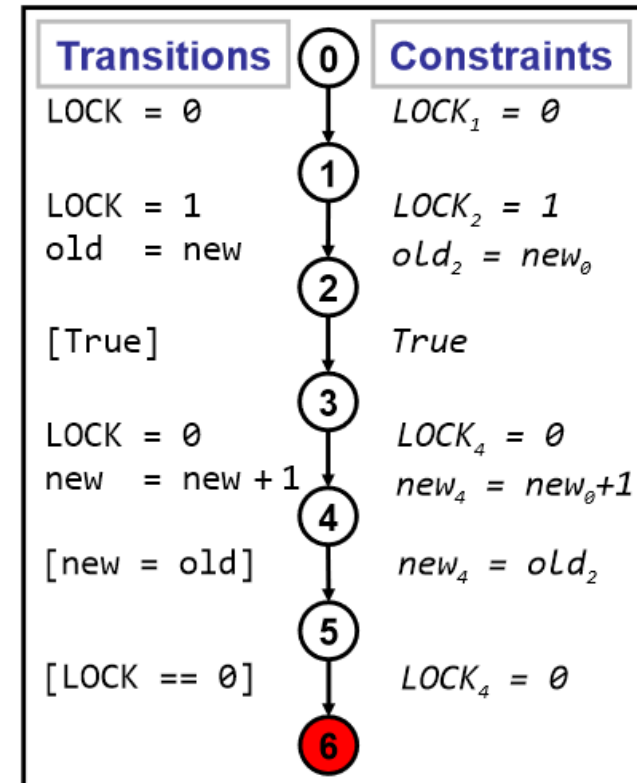 Transitions 0 Constraints
LOCK = 0 LOCK₁ = 0
1
LOCK = 1 LOCK₂ = 1
old = new old₂ = new₀
2
[True] True
3
LOCK = 0 LOCK₄ = 0
new = new + 1 new₄ = new₀+1
4
[new = old] new₄ = old₂
5
[LOCK == 0] LOCK₄ = 0
6